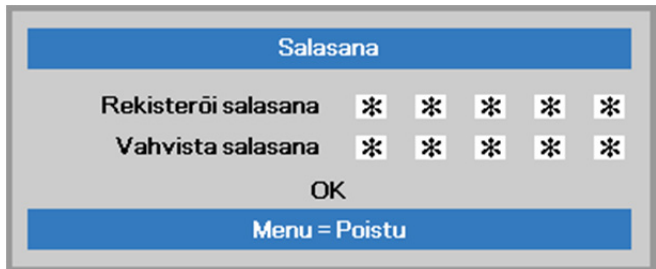 Salasana
Rekisteröi salasana * * * * *
Vahvista salasana * * * * *
OK
Menu = Poistu